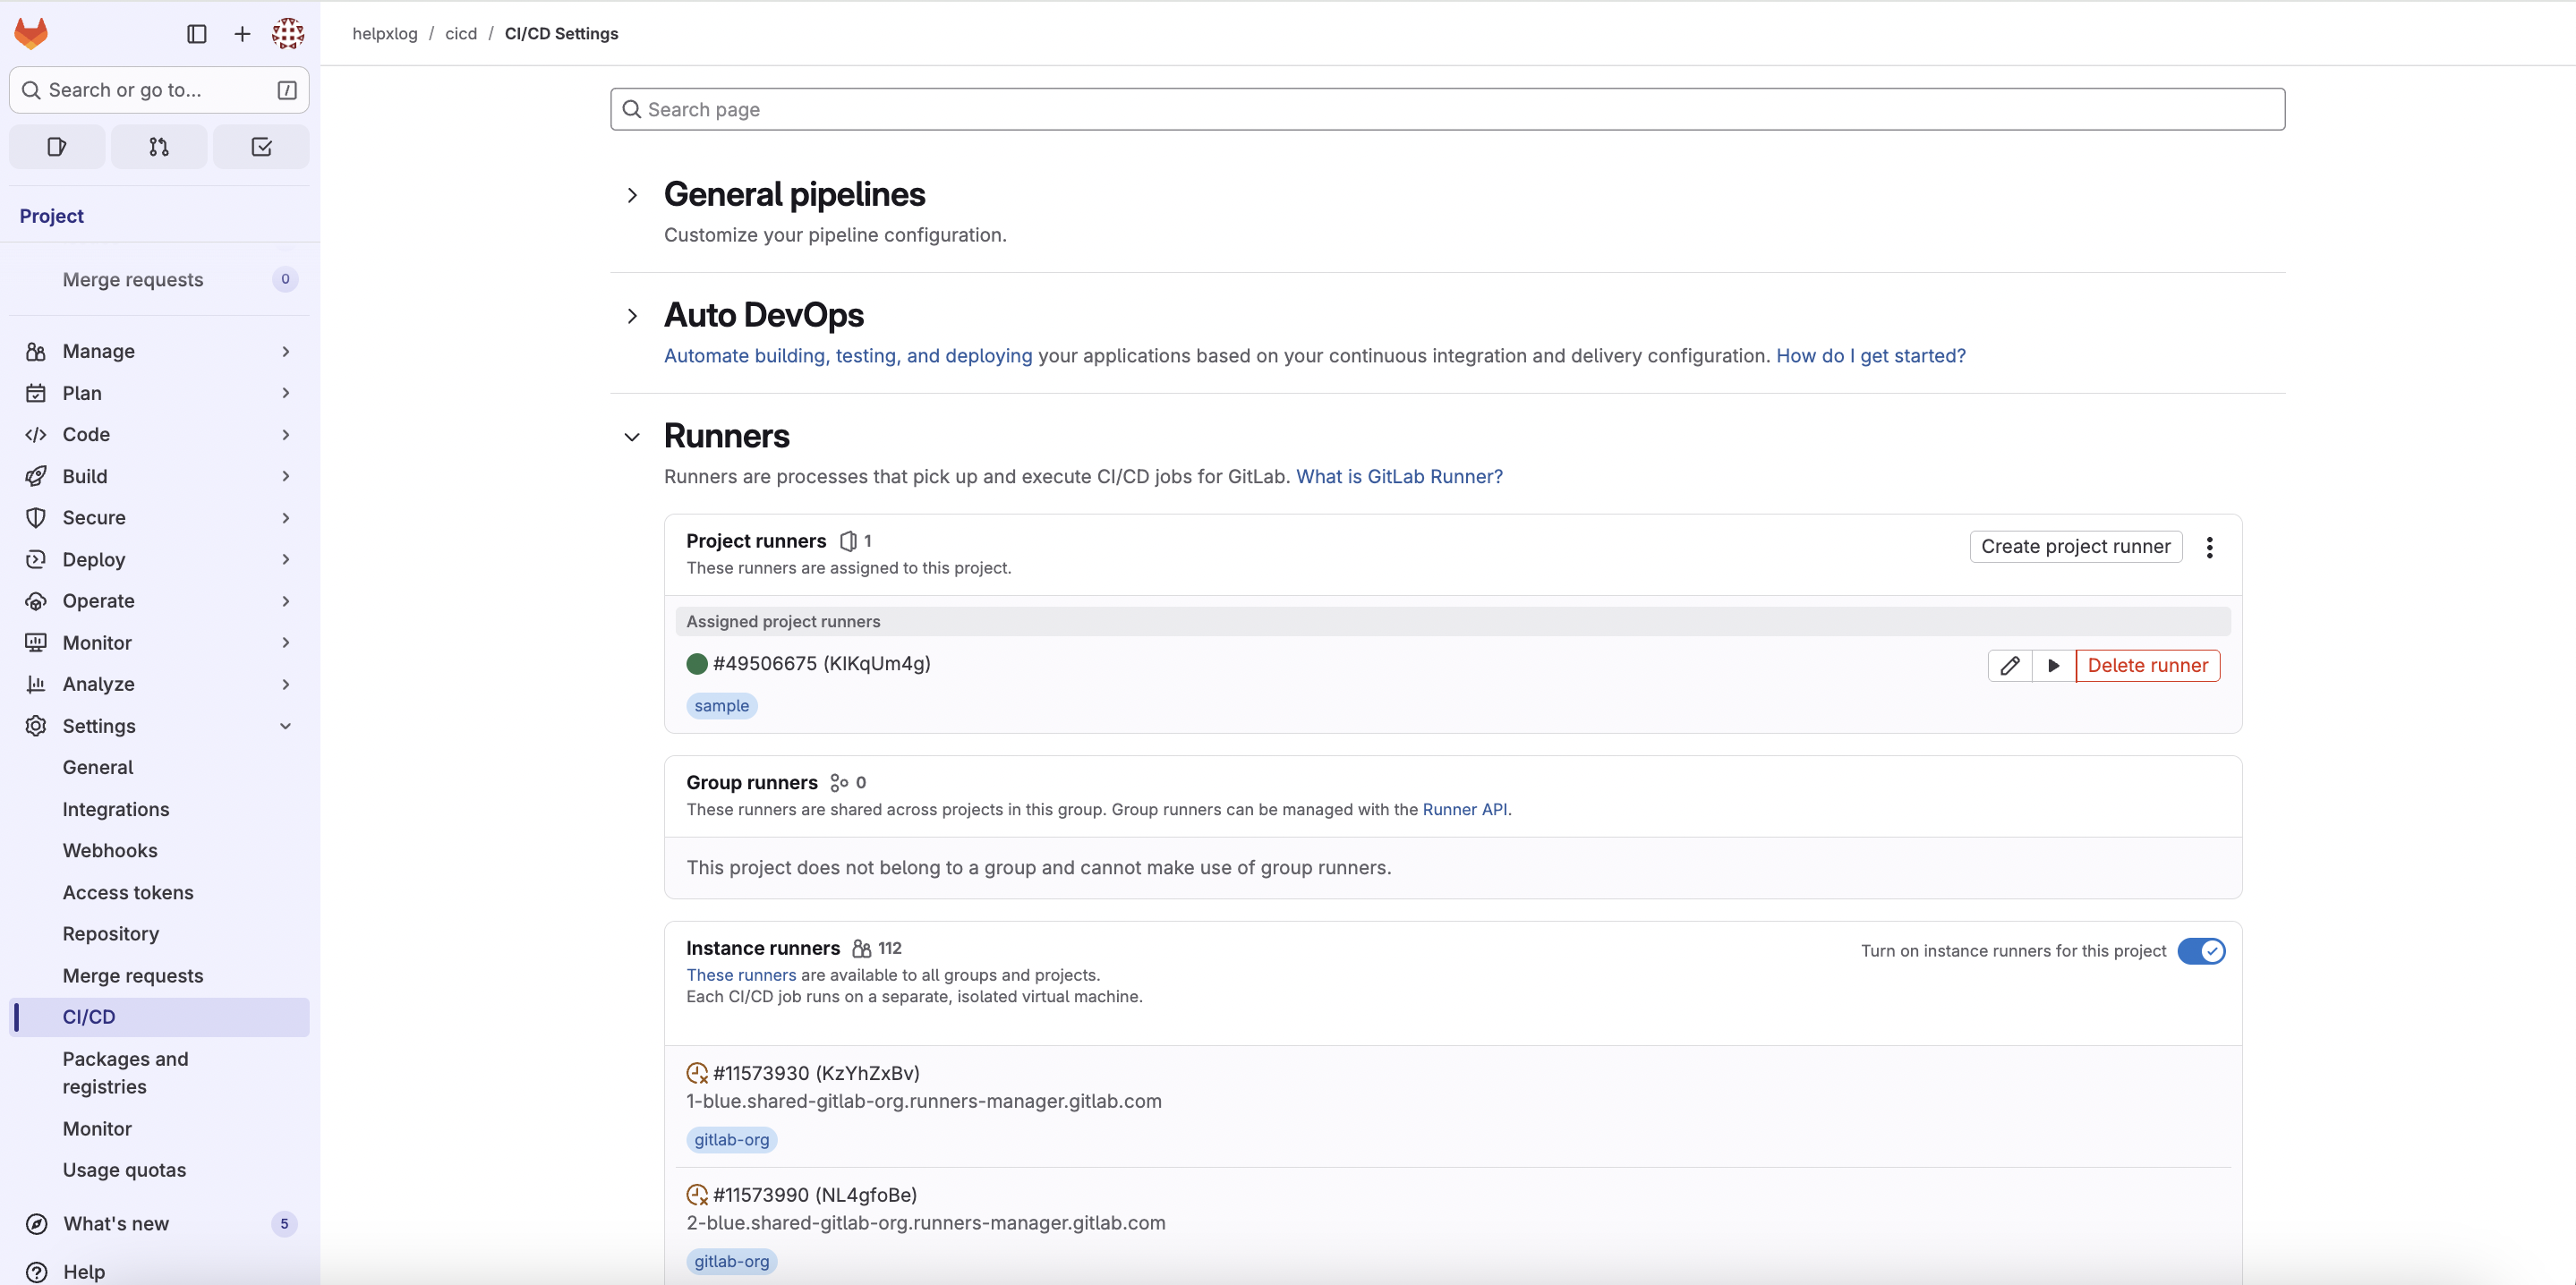 helpxlog / cicd / CI/CD Settings
Search or go to...
/
Project
Merge requests 0
Manage
Plan
Code
Build
Secure
Deploy
Operate
Monitor
Analyze
Settings
General
Integrations
Webhooks
Access tokens
Repository
Merge requests
CI/CD
Packages and
registries
Monitor
Usage quotas
What's new 5
Help
Search page
General pipelines
Customize your pipeline configuration.
Auto DevOps
Automate building, testing, and deploying your applications based on your continuous integration and delivery configuration. How do I get started?
Runners
Runners are processes that pick up and execute CI/CD jobs for GitLab. What is GitLab Runner?
Project runners 1
These runners are assigned to this project.
Create project runner
Assigned project runners
#49506675 (KIKqUm4g)
Delete runner
sample
Group runners 0
These runners are shared across projects in this group. Group runners can be managed with the Runner API.
This project does not belong to a group and cannot make use of group runners.
Instance runners 112
Turn on instance runners for this project
These runners are available to all groups and projects.
Each CI/CD job runs on a separate, isolated virtual machine.
#11573930 (KzYhZxBv)
1-blue.shared-gitlab-org.runners-manager.gitlab.com
gitlab-org
#11573990 (NL4gfoBe)
2-blue.shared-gitlab-org.runners-manager.gitlab.com
gitlab-org